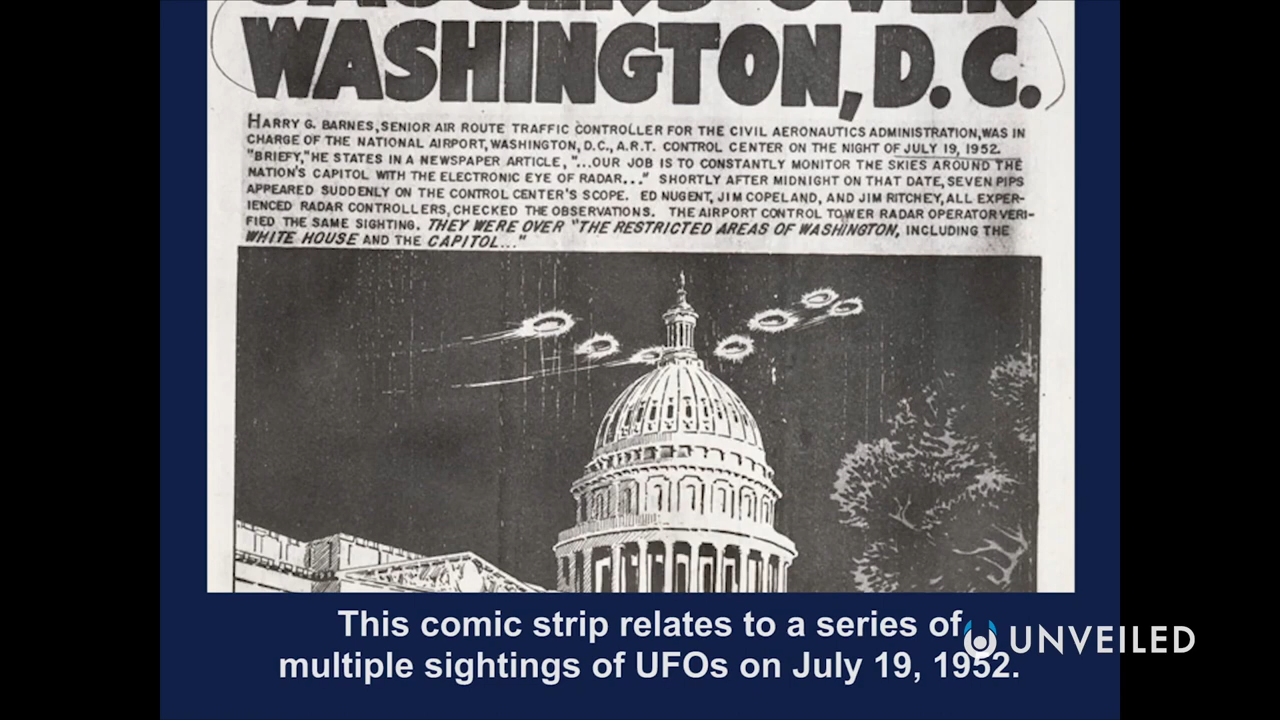 SAUCERS OVER
WASHINGTON, D.C.
HARRY G. BARNES, SENIOR AIR ROUTE TRAFFIC CONTROLLER FOR THE CIVIL AERONAUTICS ADMINISTRATION, WAS IN
CHARGE OF THE NATIONAL AIRPORT, WASHINGTON, D.C., A.R.T. CONTROL CENTER ON THE NIGHT OF JULY 19, 1952.
"BRIEFY," HE STATES IN A NEWSPAPER ARTICLE, "...OUR JOB IS TO CONSTANTLY MONITOR THE SKIES AROUND THE
NATION'S CAPITOL WITH THE ELECTRONIC EYE OF RADAR..." SHORTLY AFTER MIDNIGHT ON THAT DATE, SEVEN PIPS
APPEARED SUDDENLY ON THE CONTROL CENTER'S SCOPE. ED NUGENT, JIM COPELAND, AND JIM RITCHEY, ALL EXPER-
IENCED RADAR CONTROLLERS, CHECKED THE OBSERVATIONS. THE AIRPORT CONTROL TOWER RADAR OPERATOR VERI-
FIED THE SAME SIGHTING. THEY WERE OVER "THE RESTRICTED AREAS OF WASHINGTON, INCLUDING THE
WHITE HOUSE AND THE CAPITOL..."
This comic strip relates to a series of
multiple sightings of UFOs on July 19, 1952.
UNVEILED